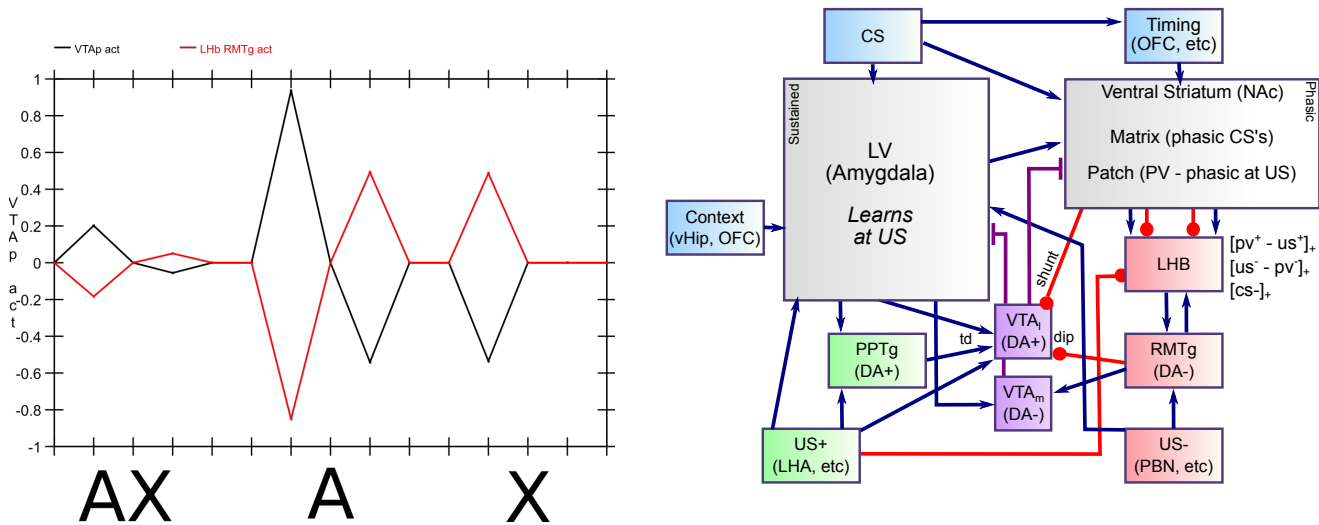 VTAp act
LHb RMTg act
1
0.8
0.6
0.4
0.2
0
-0.2
-0.4
-0.6
-0.8
-1
VTAp act
AX
A
X
CS
Timing
(OFC, etc)
Sustained
LV
(Amygdala)
Learns
at US
Phasic
Ventral Striatum (NAc)
Matrix (phasic CS's)
Patch (PV - phasic at US)
Context
(vHip, OFC)
shunt
LHB
[pv⁺ - us⁺]₊
[us⁻ - pv⁻]₊
[cs-]₊
VTAₗ
(DA+)
td
dip
PPTg
(DA+)
RMTg
(DA-)
VTAₘ
(DA-)
US+
(LHA, etc)
US-
(PBN, etc)